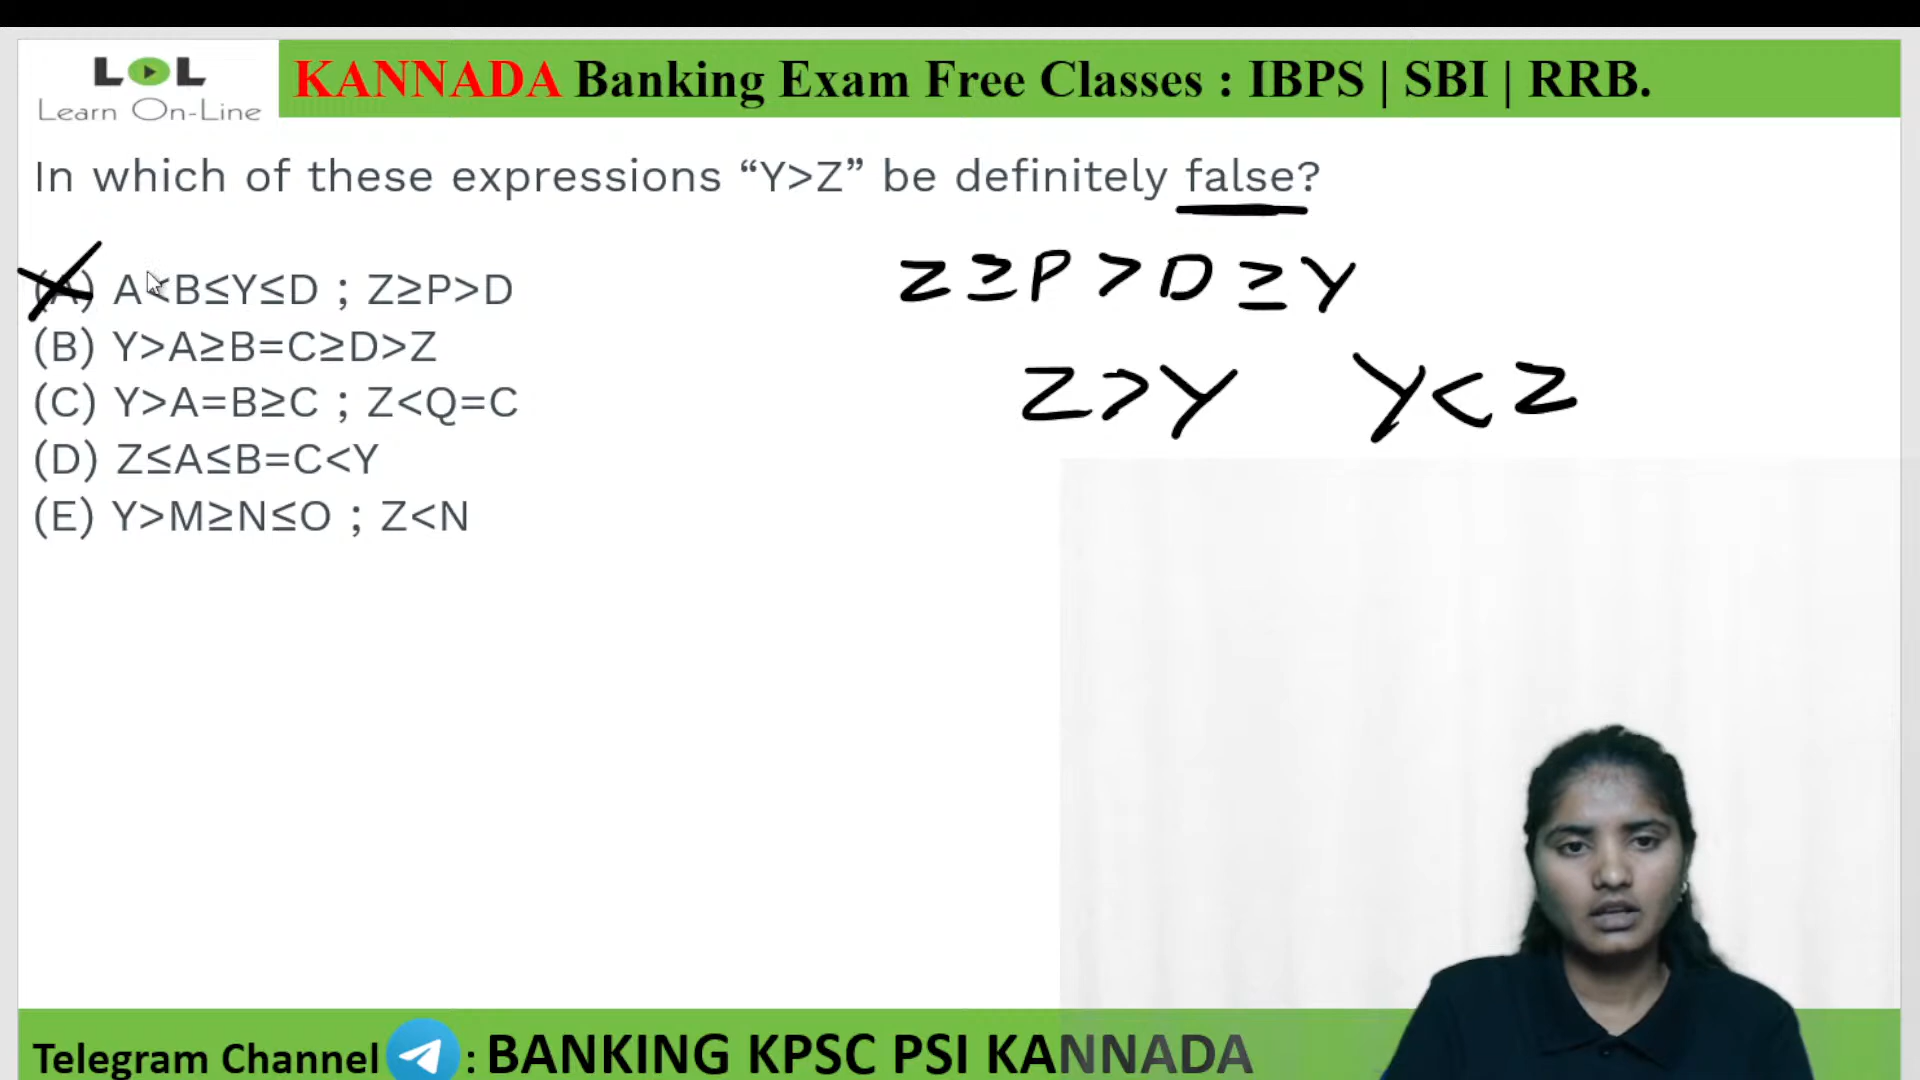 LOL
Learn On-Line
KANNADA Banking Exam Free Classes : IBPS | SBI | RRB.
In which of these expressions “Y>Z” be definitely false?
(A) A<B≤Y≤D ; Z≥P>D
(B) Y>A≥B=C≥D>Z
(C) Y>A=B≥C ; Z<Q=C
(D) Z≤A≤B=C<Y
(E) Y>M≥N≤O ; Z<N
Z ≥ P > D ≥ Y
Z > Y Y < Z
Telegram Channel : BANKING KPSC PSI KANNADA